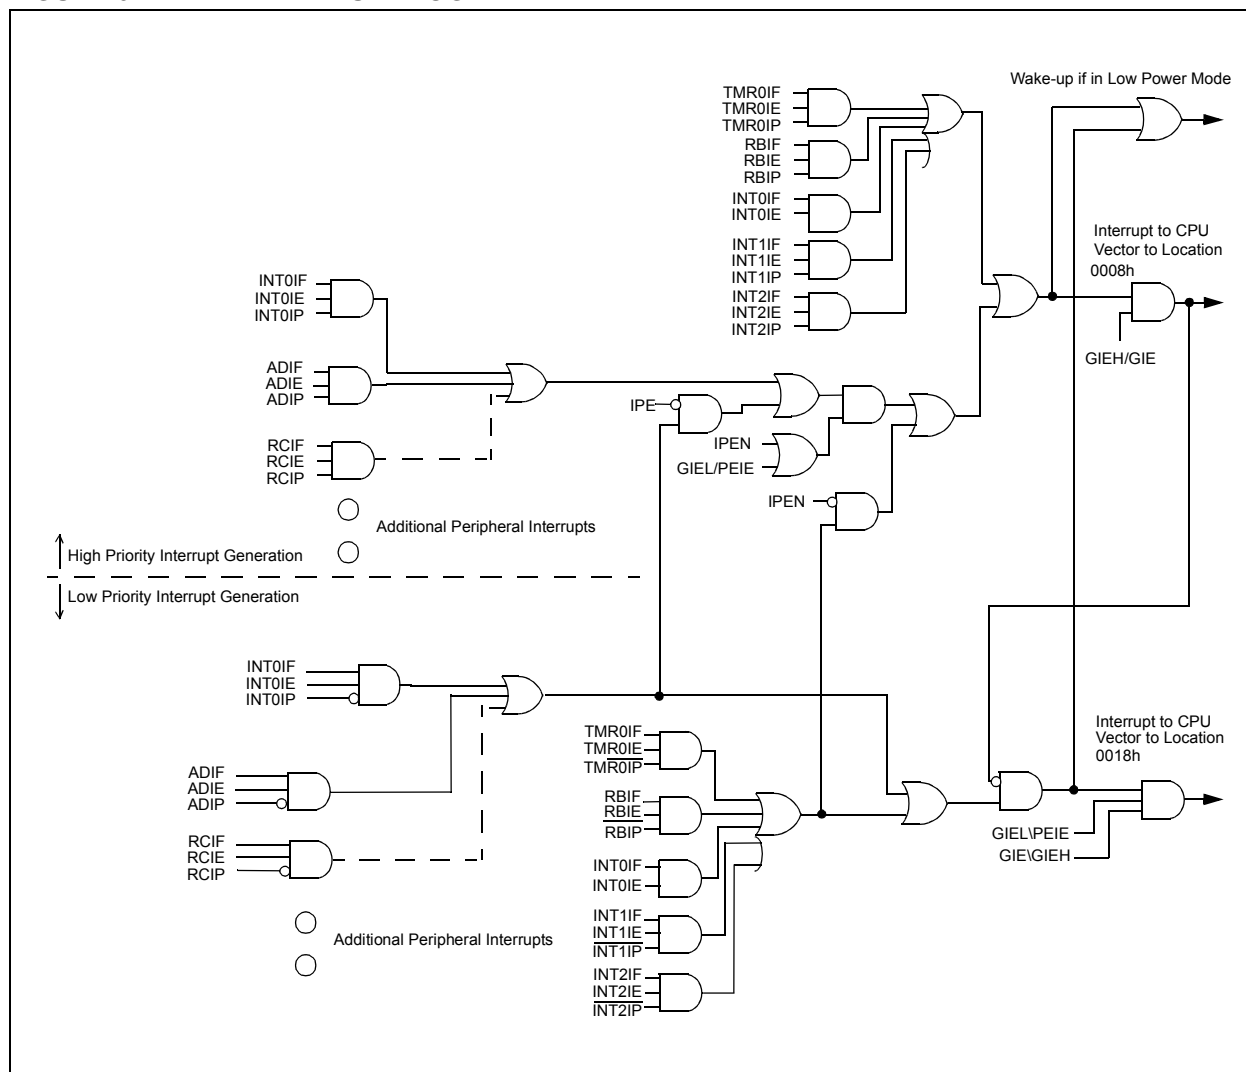 Wake-up if in Low Power Mode
TMR0IF
TMR0IE
TMR0IP
RBIF
RBIE
RBIP
INT0IF
INT0IE
INT1IF
INT1IE
INT1IP
INT2IF
INT2IE
INT2IP
Interrupt to CPU
Vector to Location
0008h
GIEH/GIE
INT0IF
INT0IE
INT0IP
ADIF
ADIE
ADIP
RCIF
RCIE
RCIP
IPE
IPEN
GIEL/PEIE
IPEN
Additional Peripheral Interrupts
High Priority Interrupt Generation
Low Priority Interrupt Generation
INT0IF
INT0IE
INT0IP
ADIF
ADIE
ADIP
RCIF
RCIE
RCIP
Additional Peripheral Interrupts
TMR0IF
TMR0IE
TMR0IP
RBIF
RBIE
RBIP
INT0IF
INT0IE
INT1IF
INT1IE
INT1IP
INT2IF
INT2IE
INT2IP
Interrupt to CPU
Vector to Location
0018h
GIEL\PEIE
GIE\GIEH